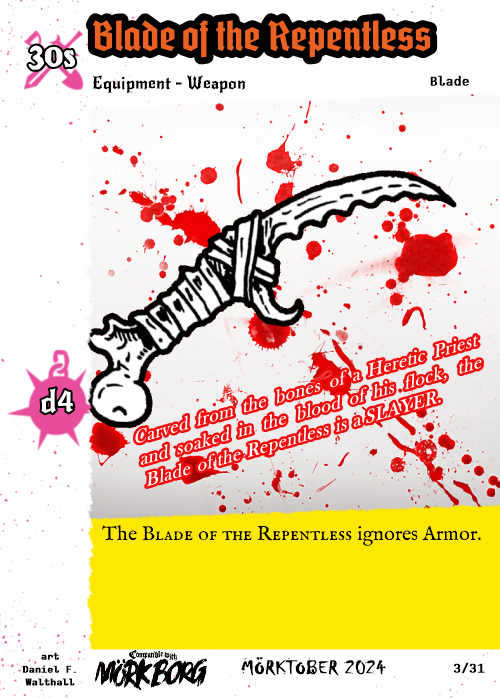 30s
Blade of the Repentless
Equipment - Weapon
Blade
2
d4
Carved from the bones of a Heretic Priest
and soaked in the blood of his flock, the
Blade of the Repentless is a SLAYER.
The Blade of the Repentless ignores Armor.
art
Daniel F.
Walthall
Compatible with
MÖRK BORG
MÖRKTOBER 2024
3/31